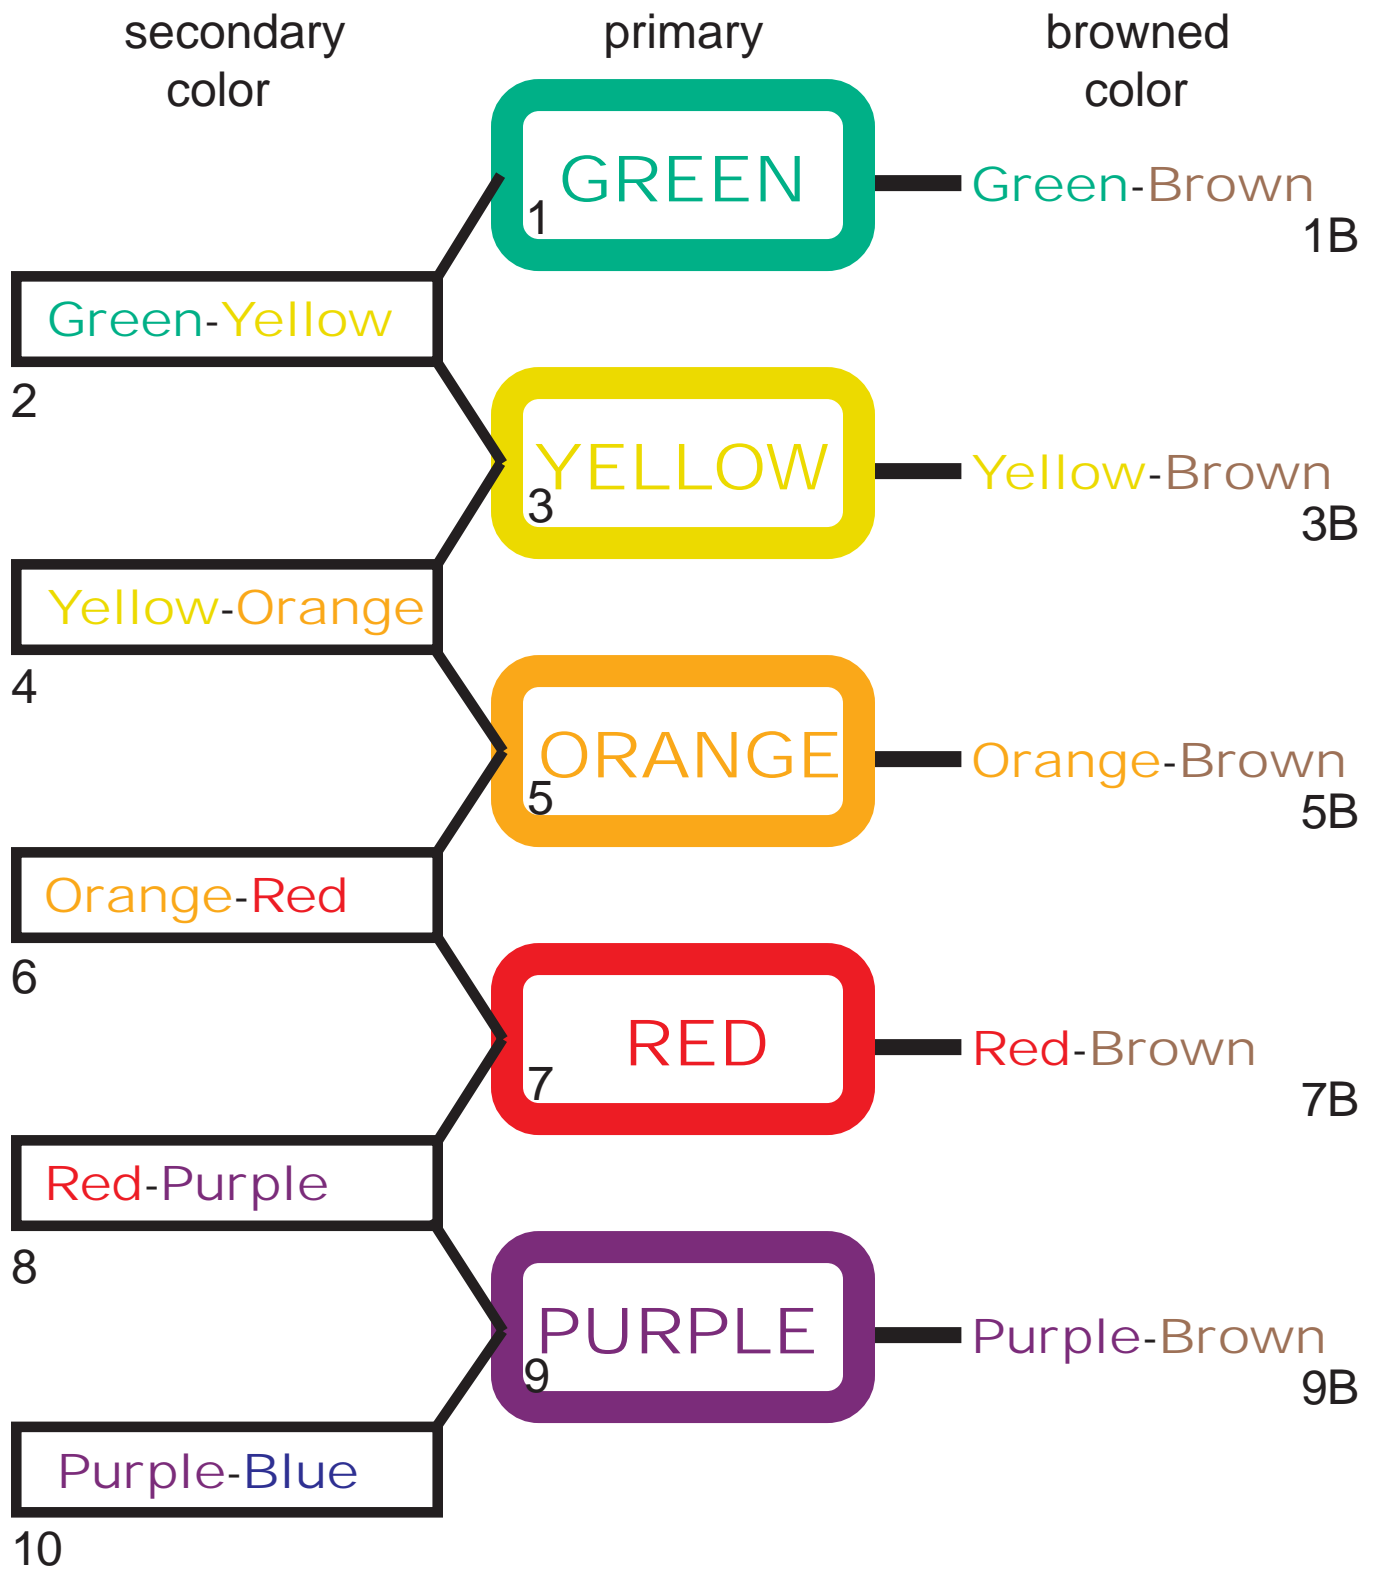 secondary color
primary
browned color
GREEN
1
Green-Brown
1B
Green-Yellow
2
YELLOW
3
Yellow-Brown
3B
Yellow-Orange
4
ORANGE
5
Orange-Brown
5B
Orange-Red
6
RED
7
Red-Brown
7B
Red-Purple
8
PURPLE
9
Purple-Brown
9B
Purple-Blue
10